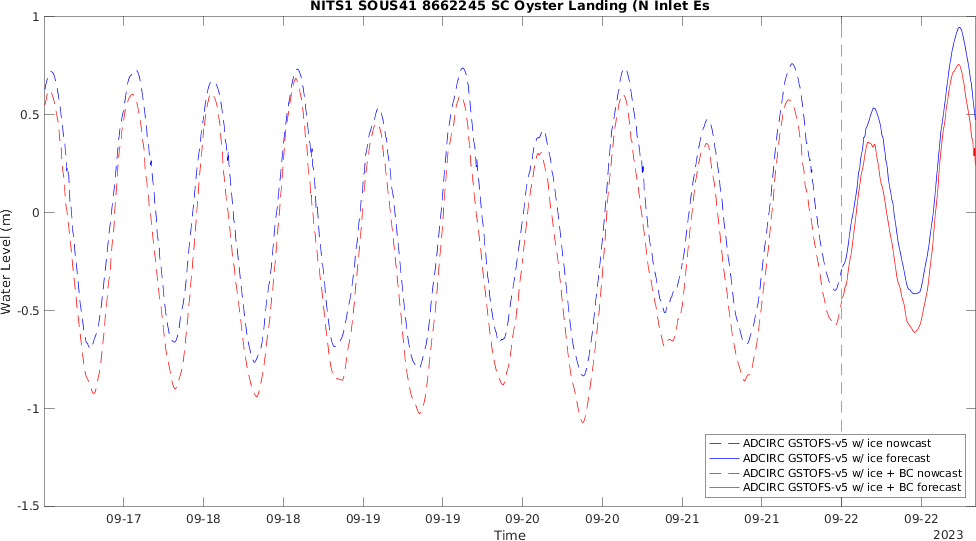 NITS1 SOUS41 8662245 SC Oyster Landing (N Inlet Es
Water Level (m)
1
0.5
0
-0.5
-1
-1.5
ADCIRC GSTOFS-v5 w/ ice nowcast
ADCIRC GSTOFS-v5 w/ ice forecast
ADCIRC GSTOFS-v5 w/ ice + BC nowcast
ADCIRC GSTOFS-v5 w/ ice + BC forecast
09-17 09-18 09-18 09-19 09-19 09-20 09-20 09-21 09-21 09-22 09-22
Time
2023